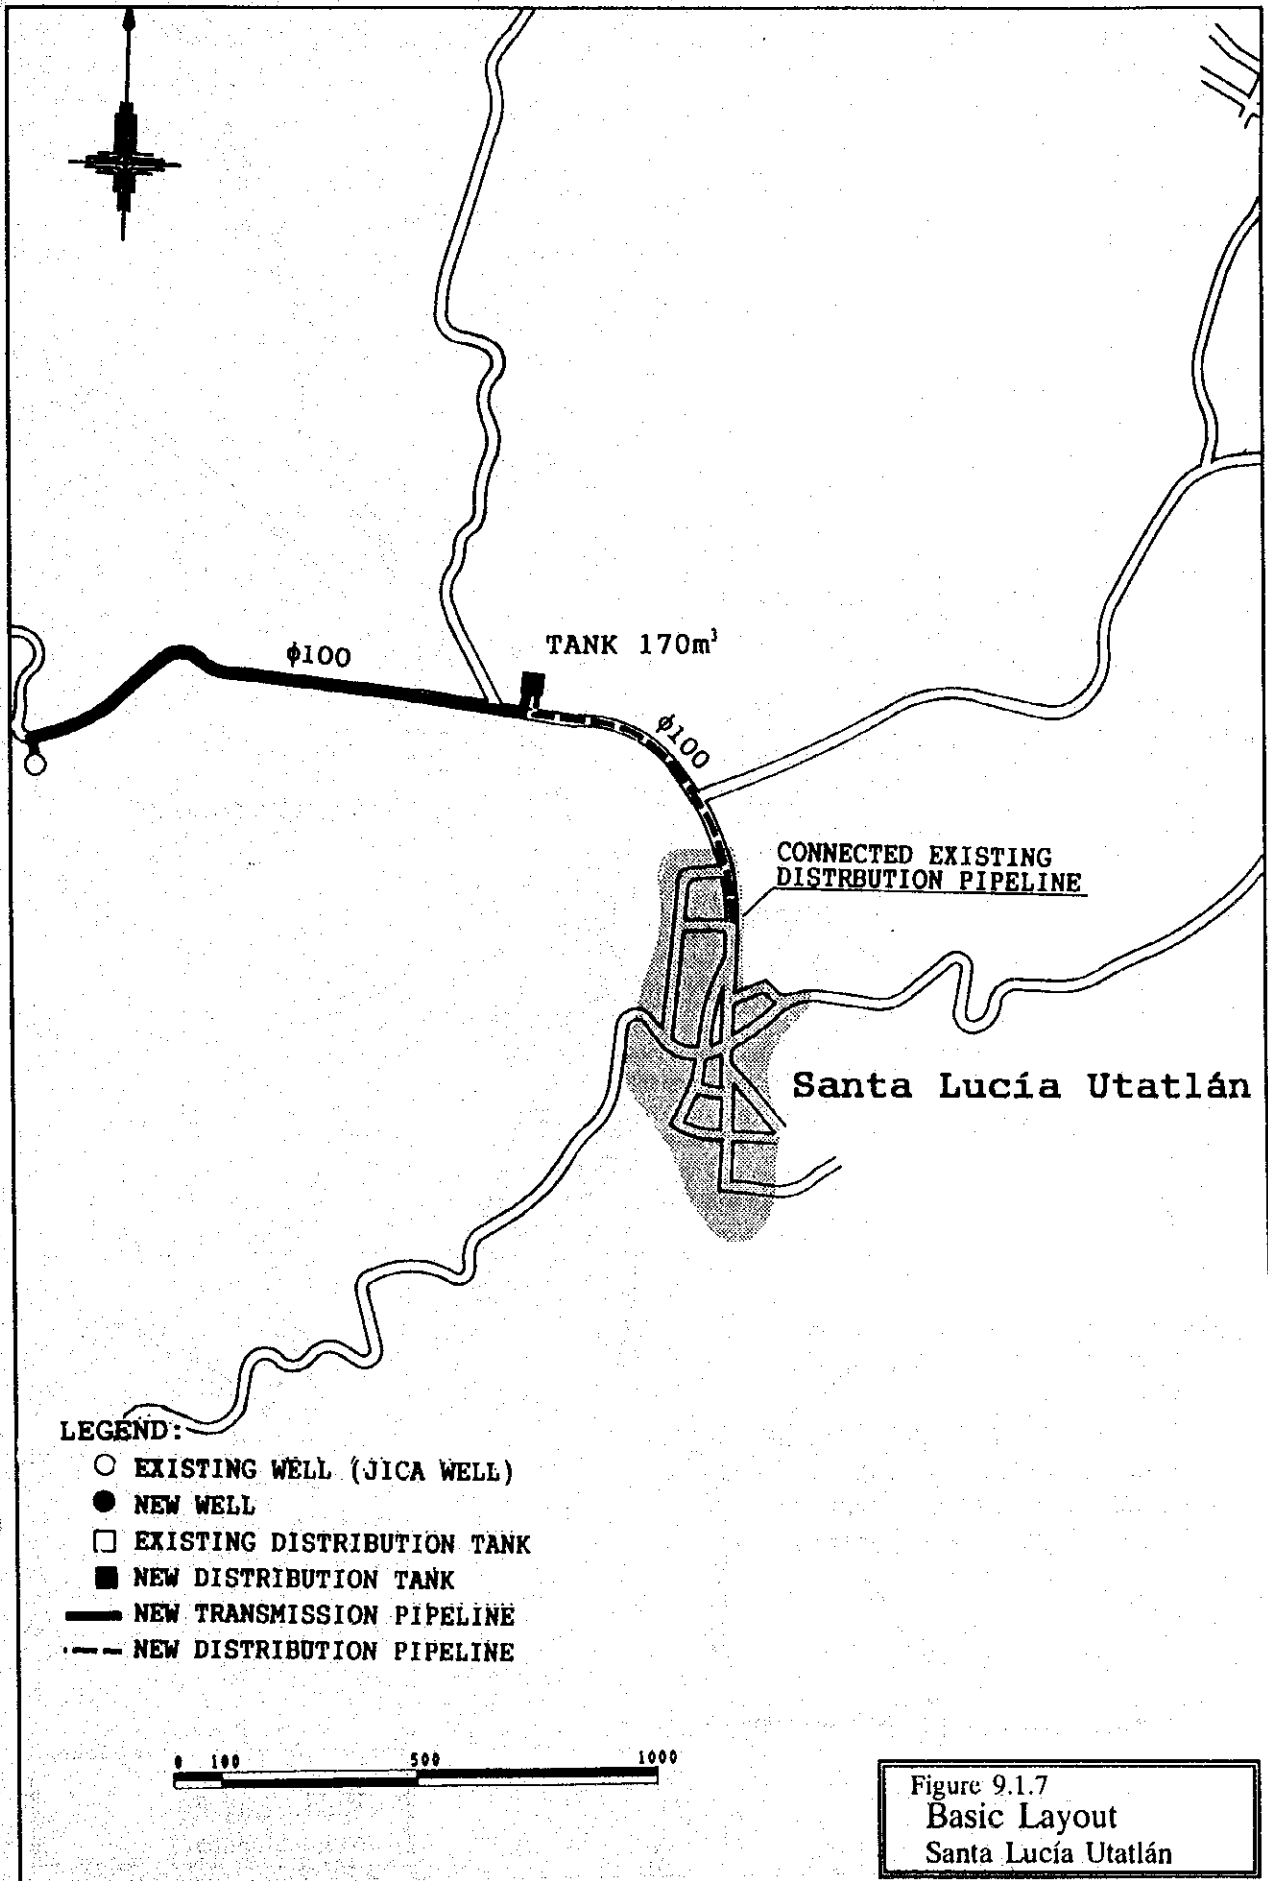 φ100
TANK 170m³
φ100
CONNECTED EXISTING
DISTRBUTION PIPELINE
Santa Lucía Utatlán
LEGEND:
EXISTING WELL (JICA WELL)
NEW WELL
EXISTING DISTRIBUTION TANK
NEW DISTRIBUTION TANK
NEW TRANSMISSION PIPELINE
NEW DISTRIBUTION PIPELINE
0 100 500 1000
Figure 9.1.7
Basic Layout
Santa Lucía Utatlán